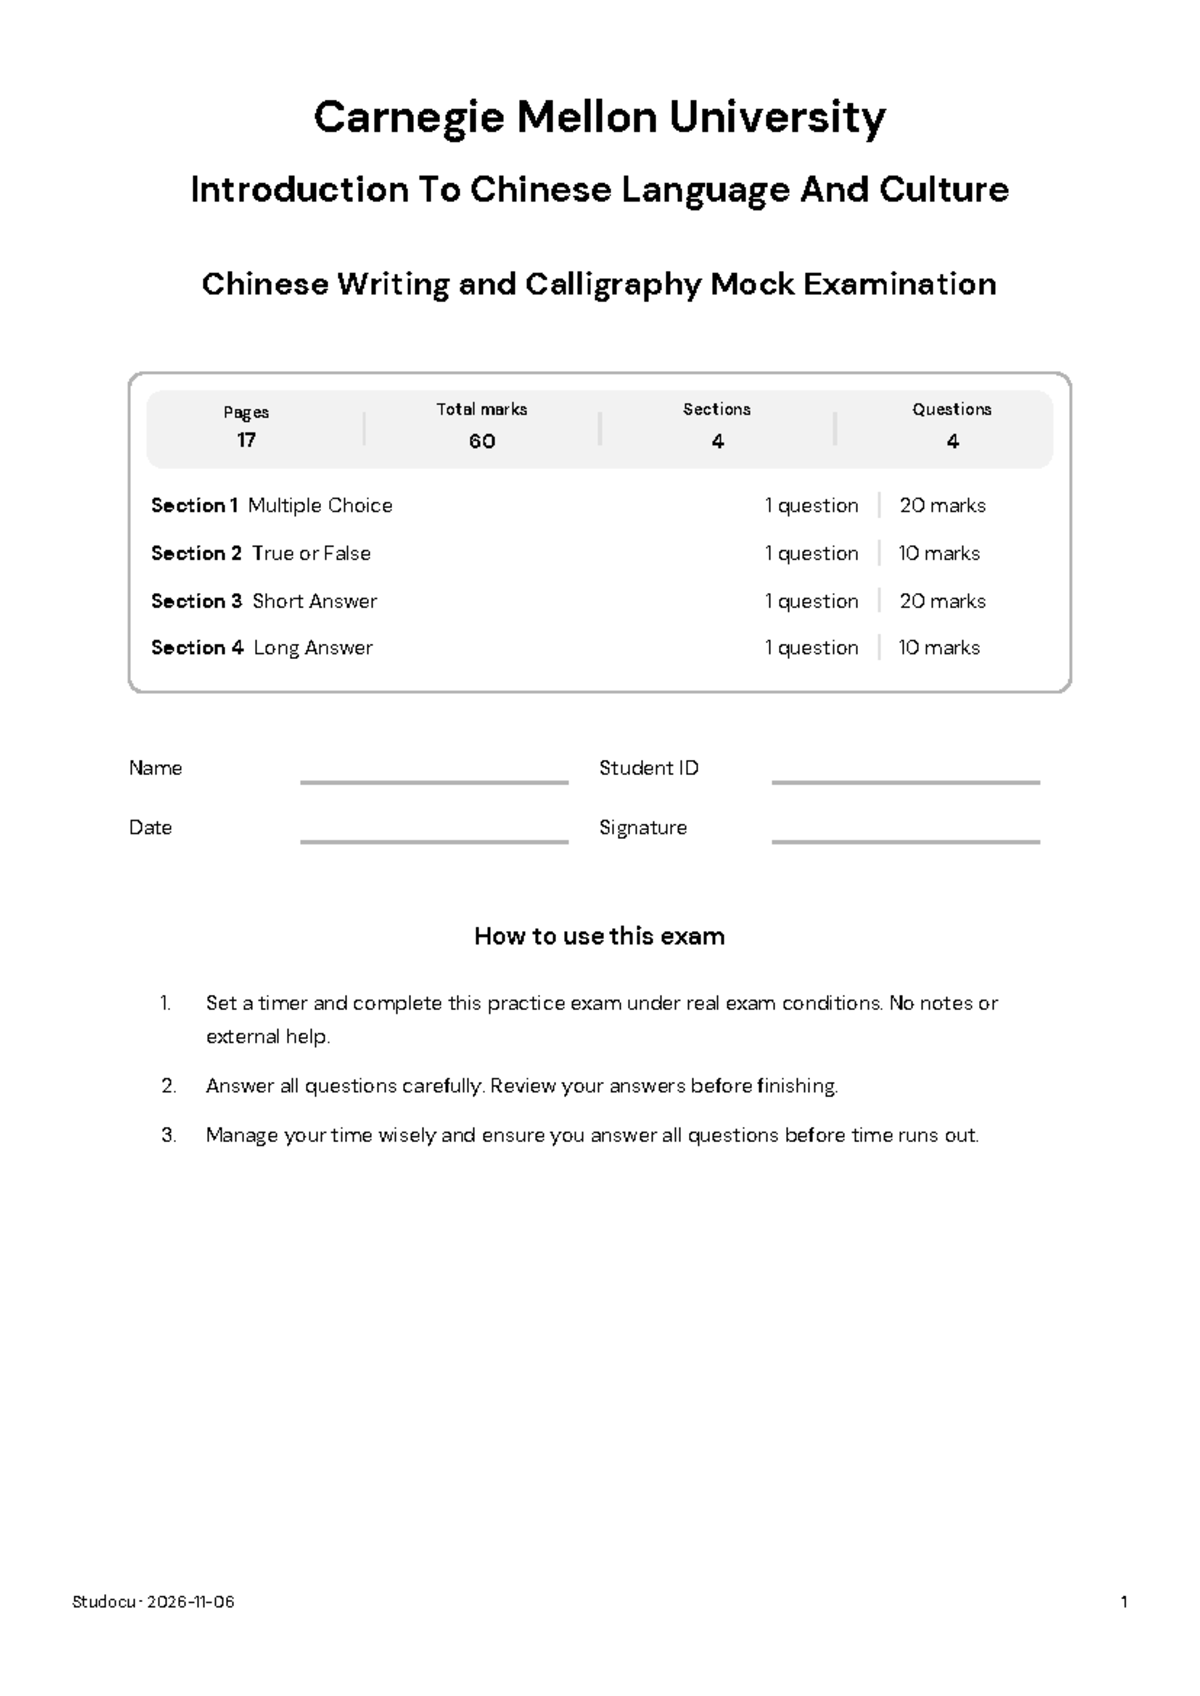 Carnegie Mellon University
Introduction To Chinese Language And Culture
Chinese Writing and Calligraphy Mock Examination
Pages Total marks Sections Questions
17 60 4 4
Section 1 Multiple Choice 1 question 20 marks
Section 2 True or False 1 question 10 marks
Section 3 Short Answer 1 question 20 marks
Section 4 Long Answer 1 question 10 marks
Name Student ID
Date Signature
How to use this exam
1. Set a timer and complete this practice exam under real exam conditions. No notes or
external help.
2. Answer all questions carefully. Review your answers before finishing.
3. Manage your time wisely and ensure you answer all questions before time runs out.
Studocu · 2026-11-06 1